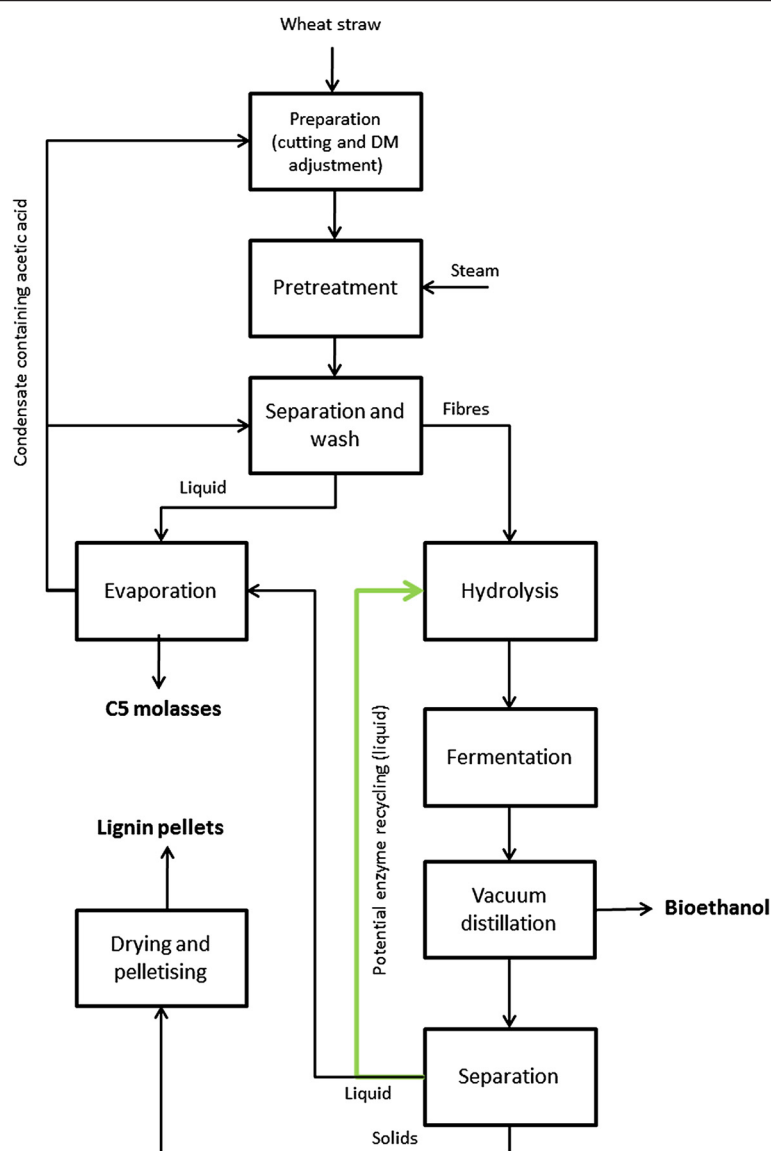 Wheat straw
Preparation
(cutting and DM
adjustment)
Condensate containing acetic acid
Pretreatment
Steam
Separation and
wash
Fibres
Liquid
Evaporation
Hydrolysis
C5 molasses
Potential enzyme recycling (liquid)
Fermentation
Lignin pellets
Vacuum
distillation
Bioethanol
Drying and
pelletising
Separation
Liquid
Solids